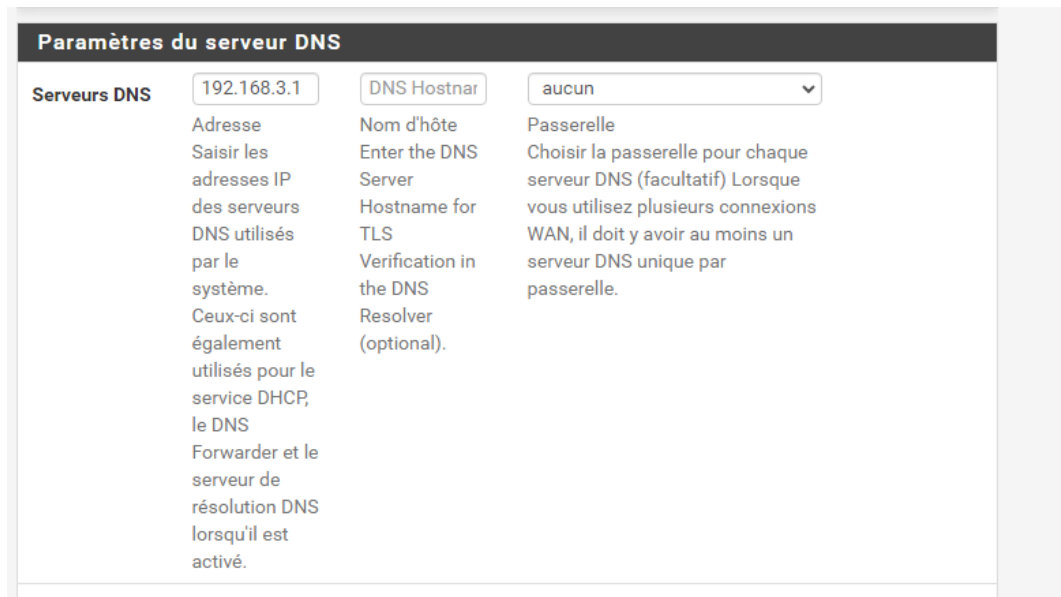 Paramètres du serveur DNS
Serveurs DNS
192.168.3.1
Adresse
Saisir les
adresses IP
des serveurs
DNS utilisés
par le
système.
Ceux-ci sont
également
utilisés pour le
service DHCP,
le DNS
Forwarder et le
serveur de
résolution DNS
lorsqu'il est
activé.
DNS Hostnar
Nom d'hôte
Enter the DNS
Server
Hostname for
TLS
Verification in
the DNS
Resolver
(optional).
aucun
Passerelle
Choisir la passerelle pour chaque
serveur DNS (facultatif) Lorsque
vous utilisez plusieurs connexions
WAN, il doit y avoir au moins un
serveur DNS unique par
passerelle.